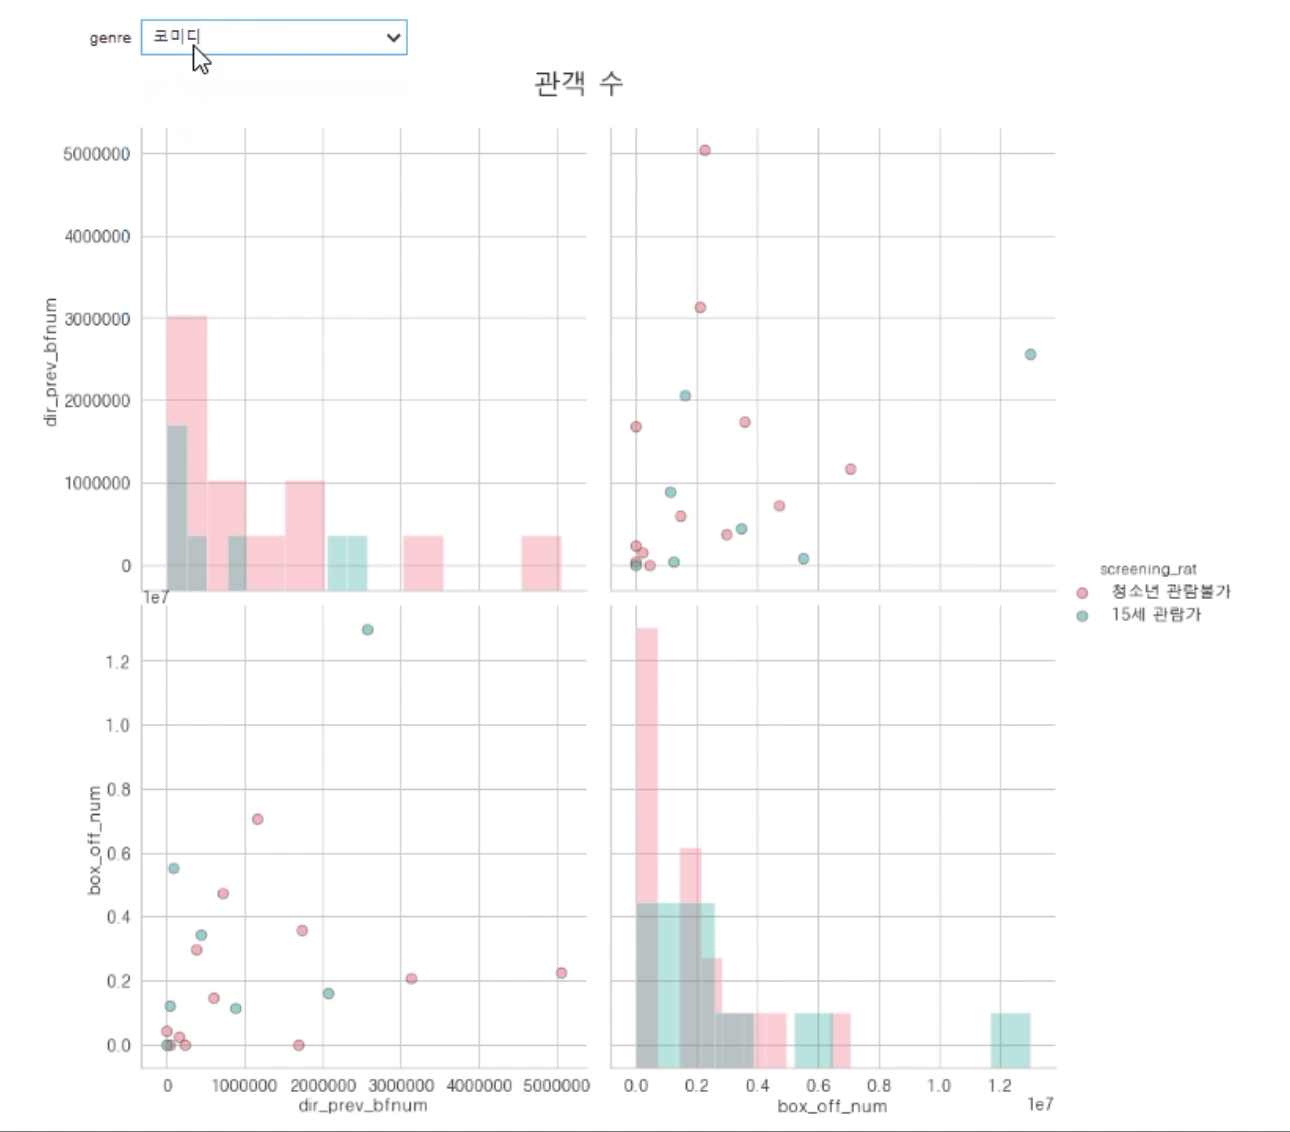 genre 코미디
관객 수
5000000
4000000
3000000
2000000
1000000
0
dir_prev_bfnum
screening_rat
청소년 관람불가
15세 관람가
1e7
1.2
1.0
0.8
0.6
0.4
0.2
0.0
box_off_num
0 1000000 2000000 3000000 4000000 5000000
dir_prev_bfnum
0.0 0.2 0.4 0.6 0.8 1.0 1.2
1e7
box_off_num